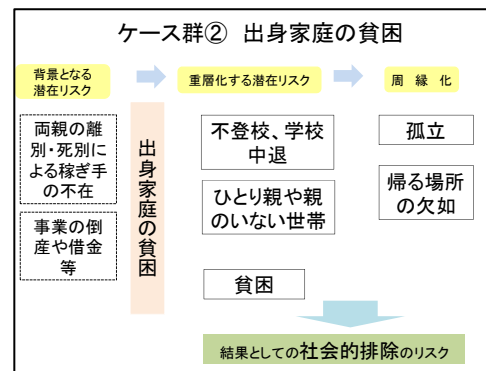 ケース群② 出身家庭の貧困
背景となる
潜在リスク
重層化する潜在リスク
周 縁 化
両親の離
別・死別に
よる稼ぎ手
の不在
事業の倒
産や借金
等
出身家庭の貧困
不登校、学校
中退
ひとり親や親
のいない世帯
貧困
孤立
帰る場所
の欠如
結果としての社会的排除のリスク